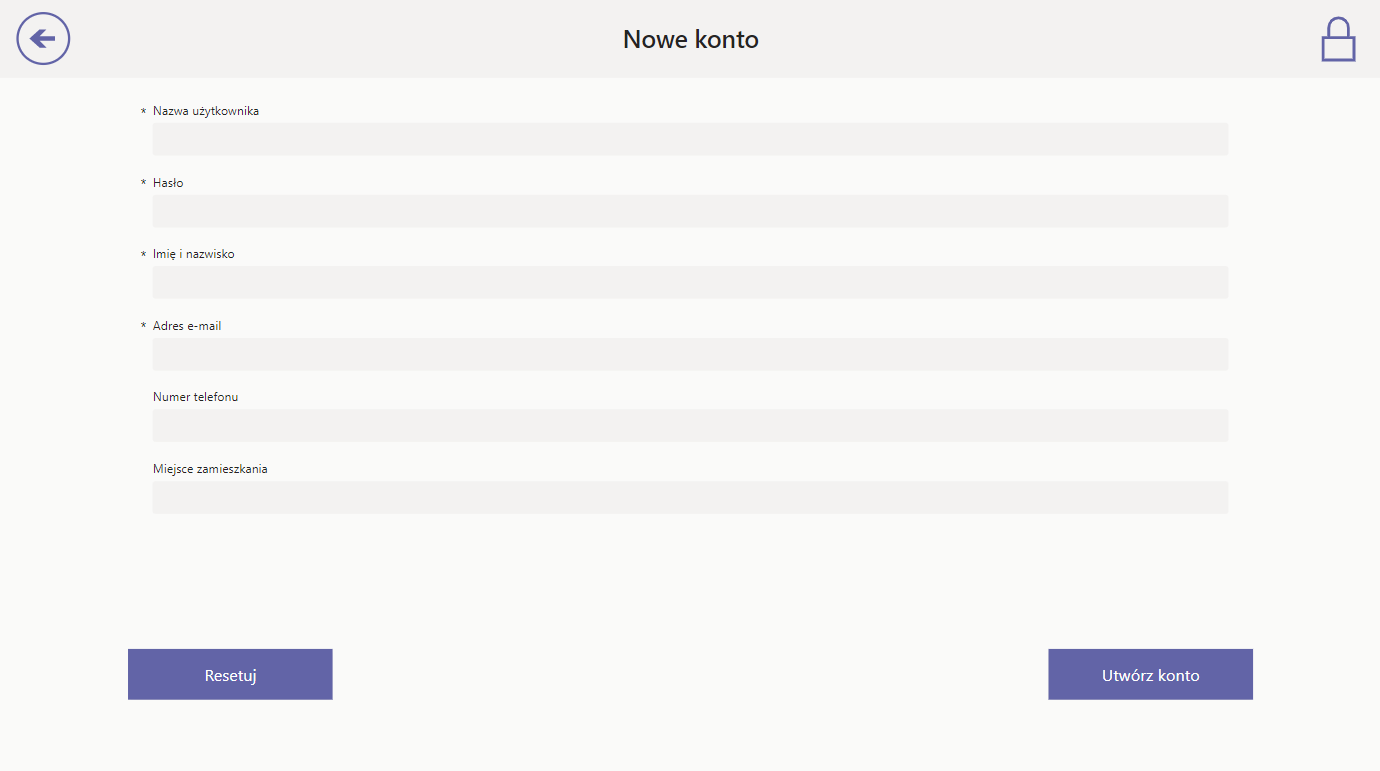 Nowe konto
* Nazwa użytkownika
* Hasło
* Imię i nazwisko
* Adres e-mail
Numer telefonu
Miejsce zamieszkania
Resetuj
Utwórz konto